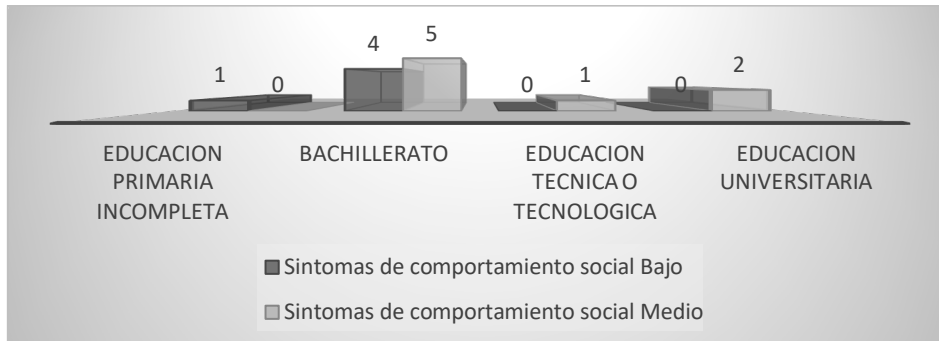 1 0 4 5 0 1 0 2
EDUCACION PRIMARIA INCOMPLETA
BACHILLERATO
EDUCACION TECNICA O TECNOLOGICA
EDUCACION UNIVERSITARIA
Sintomas de comportamiento social Bajo
Sintomas de comportamiento social Medio